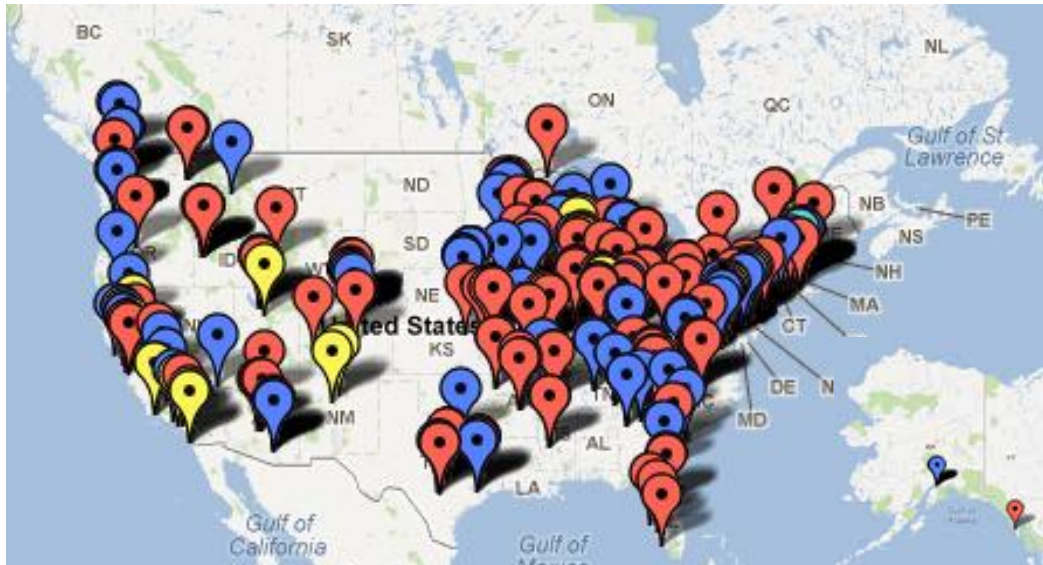 BC
SK
NL
ON
QC
Gulf of St
Lawrence
ND
NB
PE
NS
SD
ID
NH
NE
MA
United States
CT
KS
DE
N
NM
TN
MD
AL
LA
Gulf of
California
Gulf of